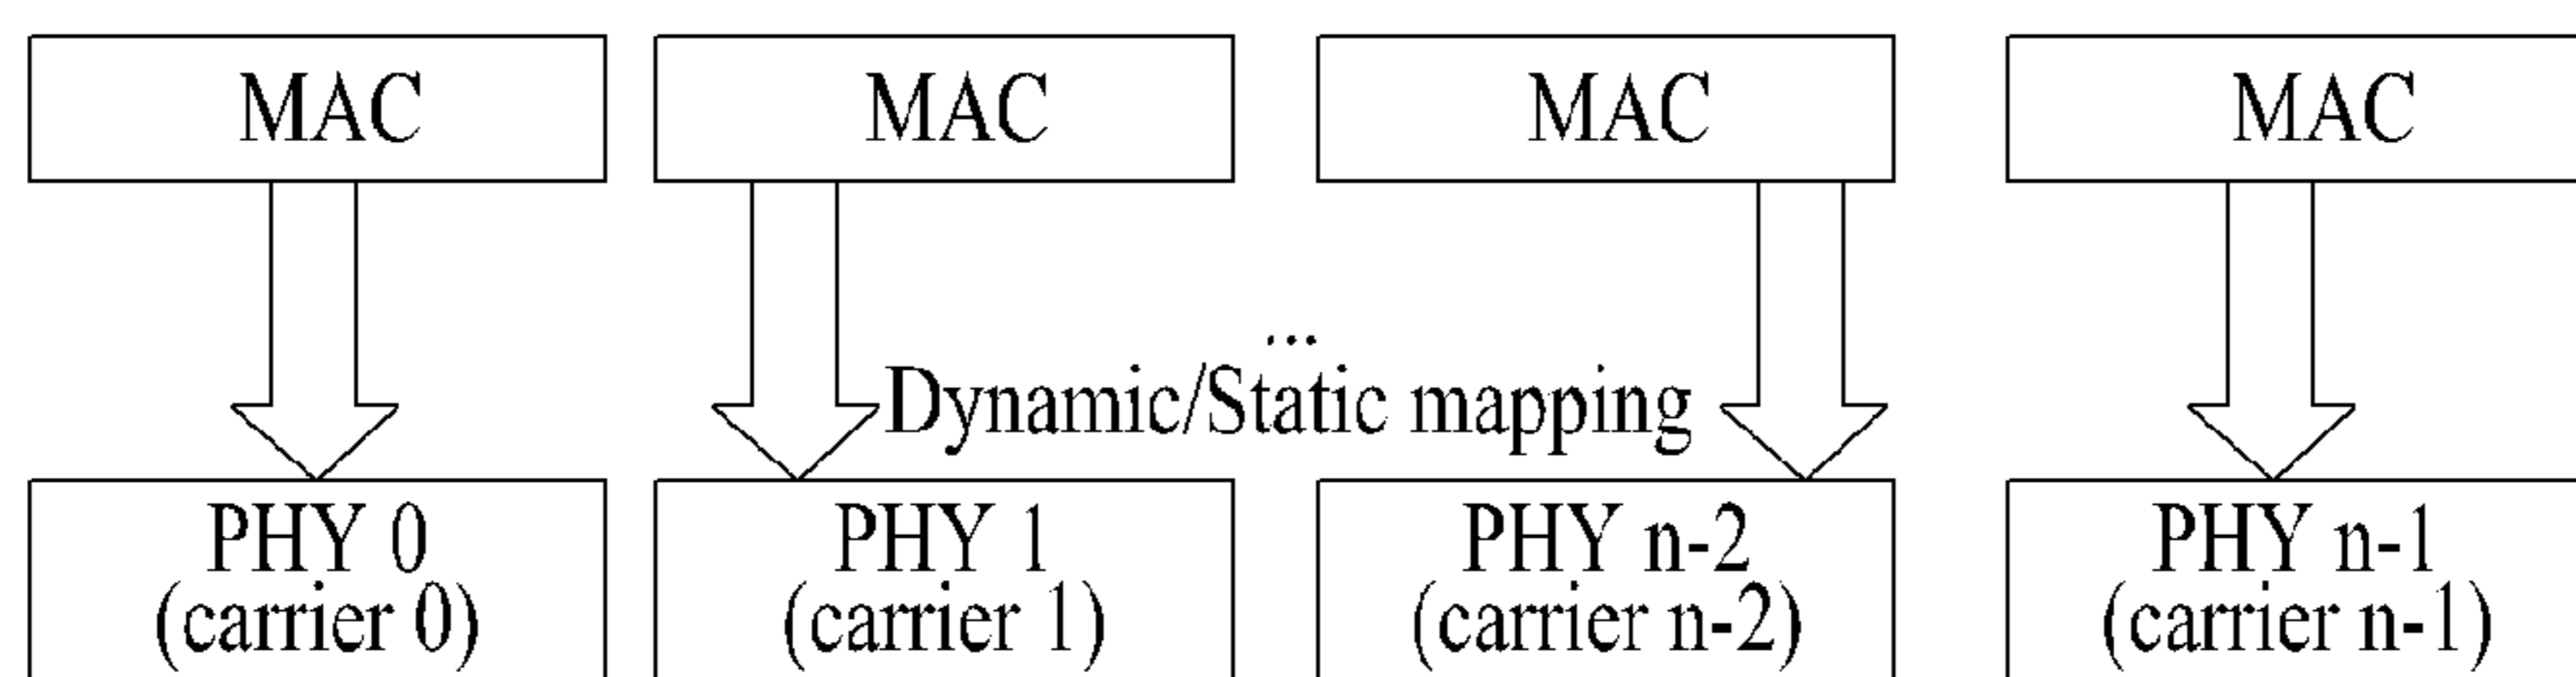 MAC MAC MAC MAC
...
Dynamic/Static mapping
PHY 0 PHY 1 PHY n-2 PHY n-1
(carrier 0) (carrier 1) (carrier n-2) (carrier n-1)